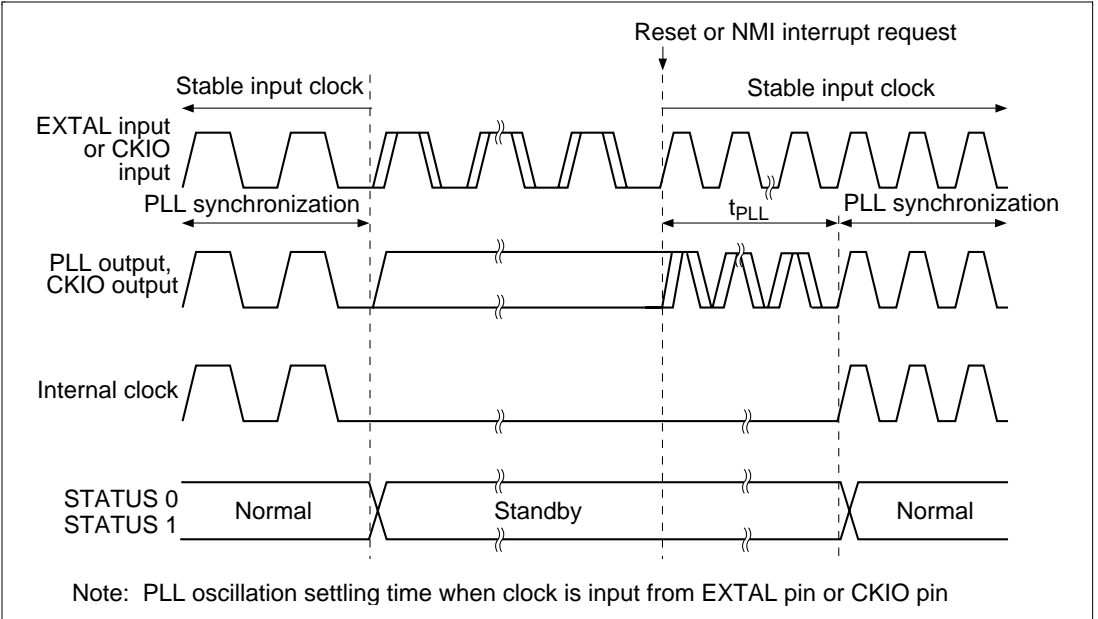 Reset or NMI interrupt request
Stable input clock
Stable input clock
EXTAL input
or CKIO
input
PLL synchronization
tPLL
PLL synchronization
PLL output,
CKIO output
Internal clock
STATUS 0
STATUS 1
Normal
Standby
Normal
Note: PLL oscillation settling time when clock is input from EXTAL pin or CKIO pin